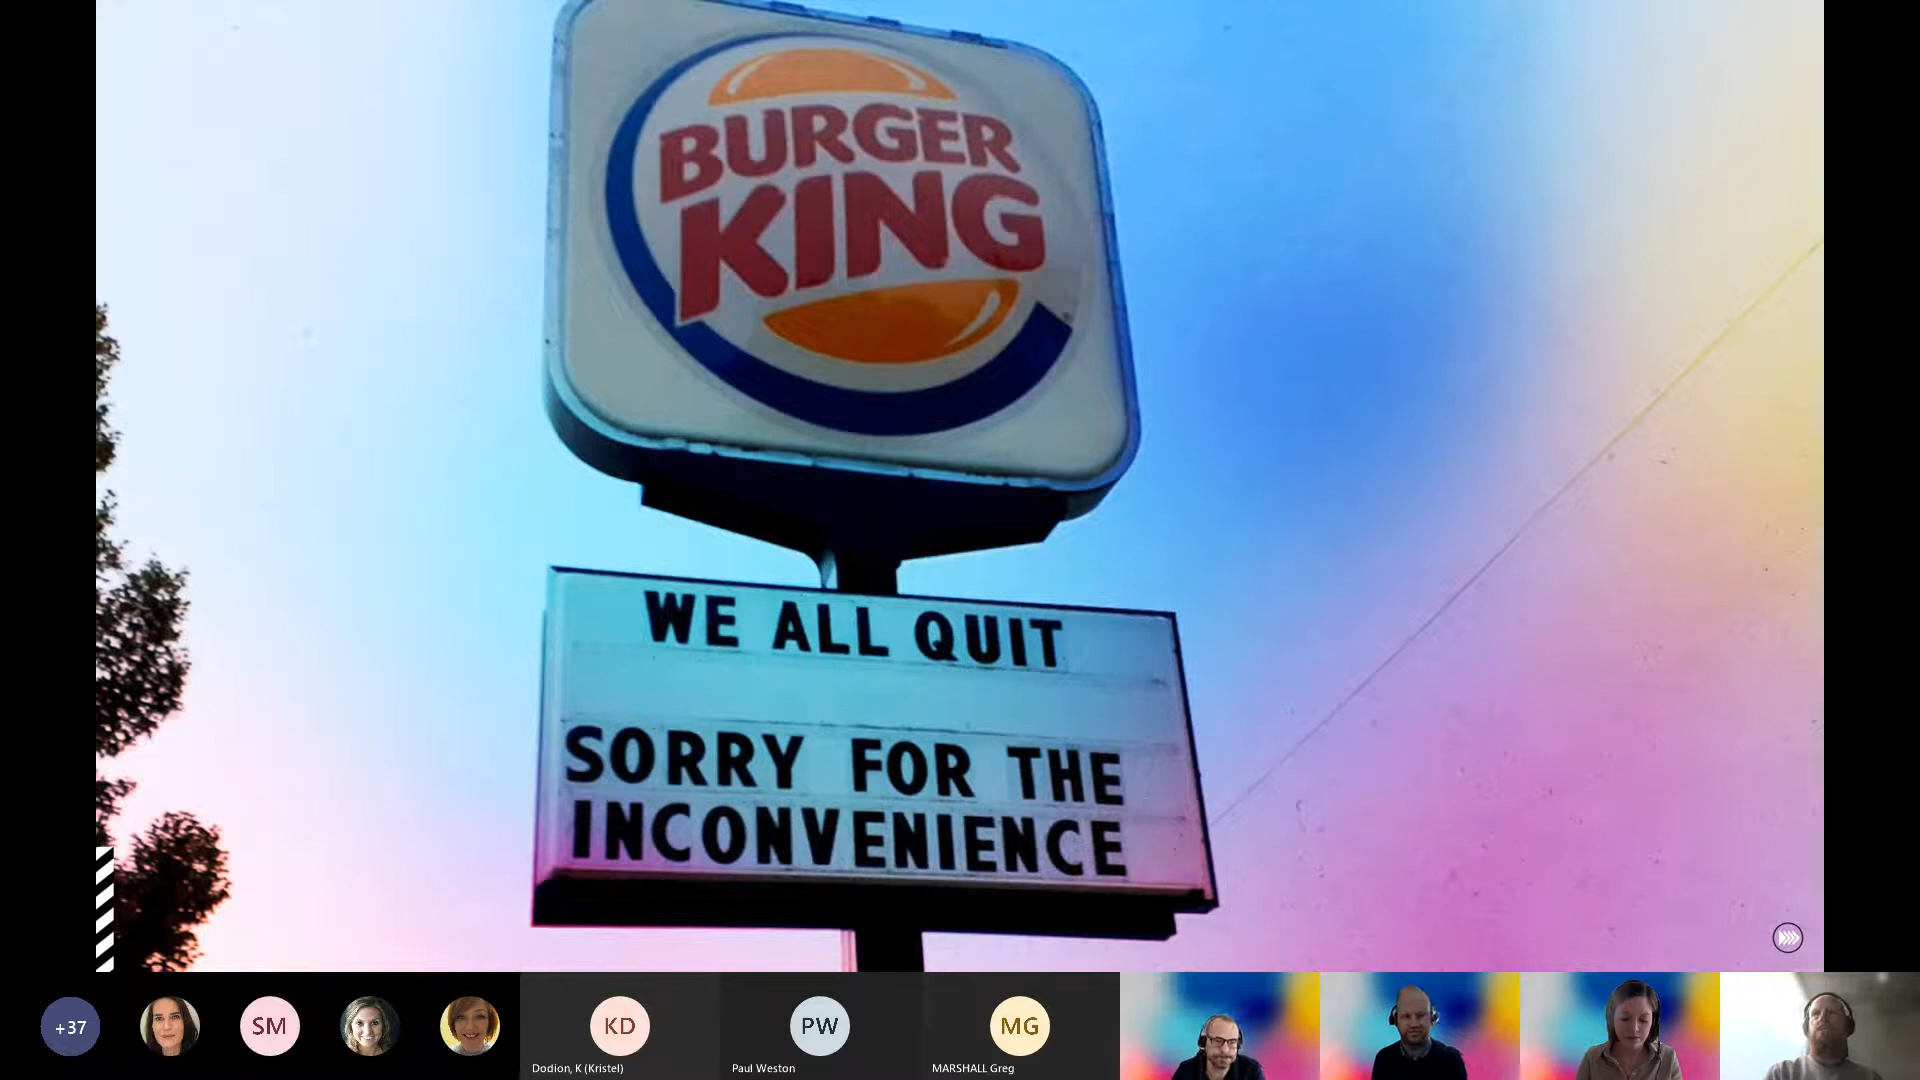 BURGER
KING
WE ALL QUIT
SORRY FOR THE
INCONVENIENCE
+37
SM
KD
PW
MG
Dodion, K (Kristel)
Paul Weston
MARSHALL Greg